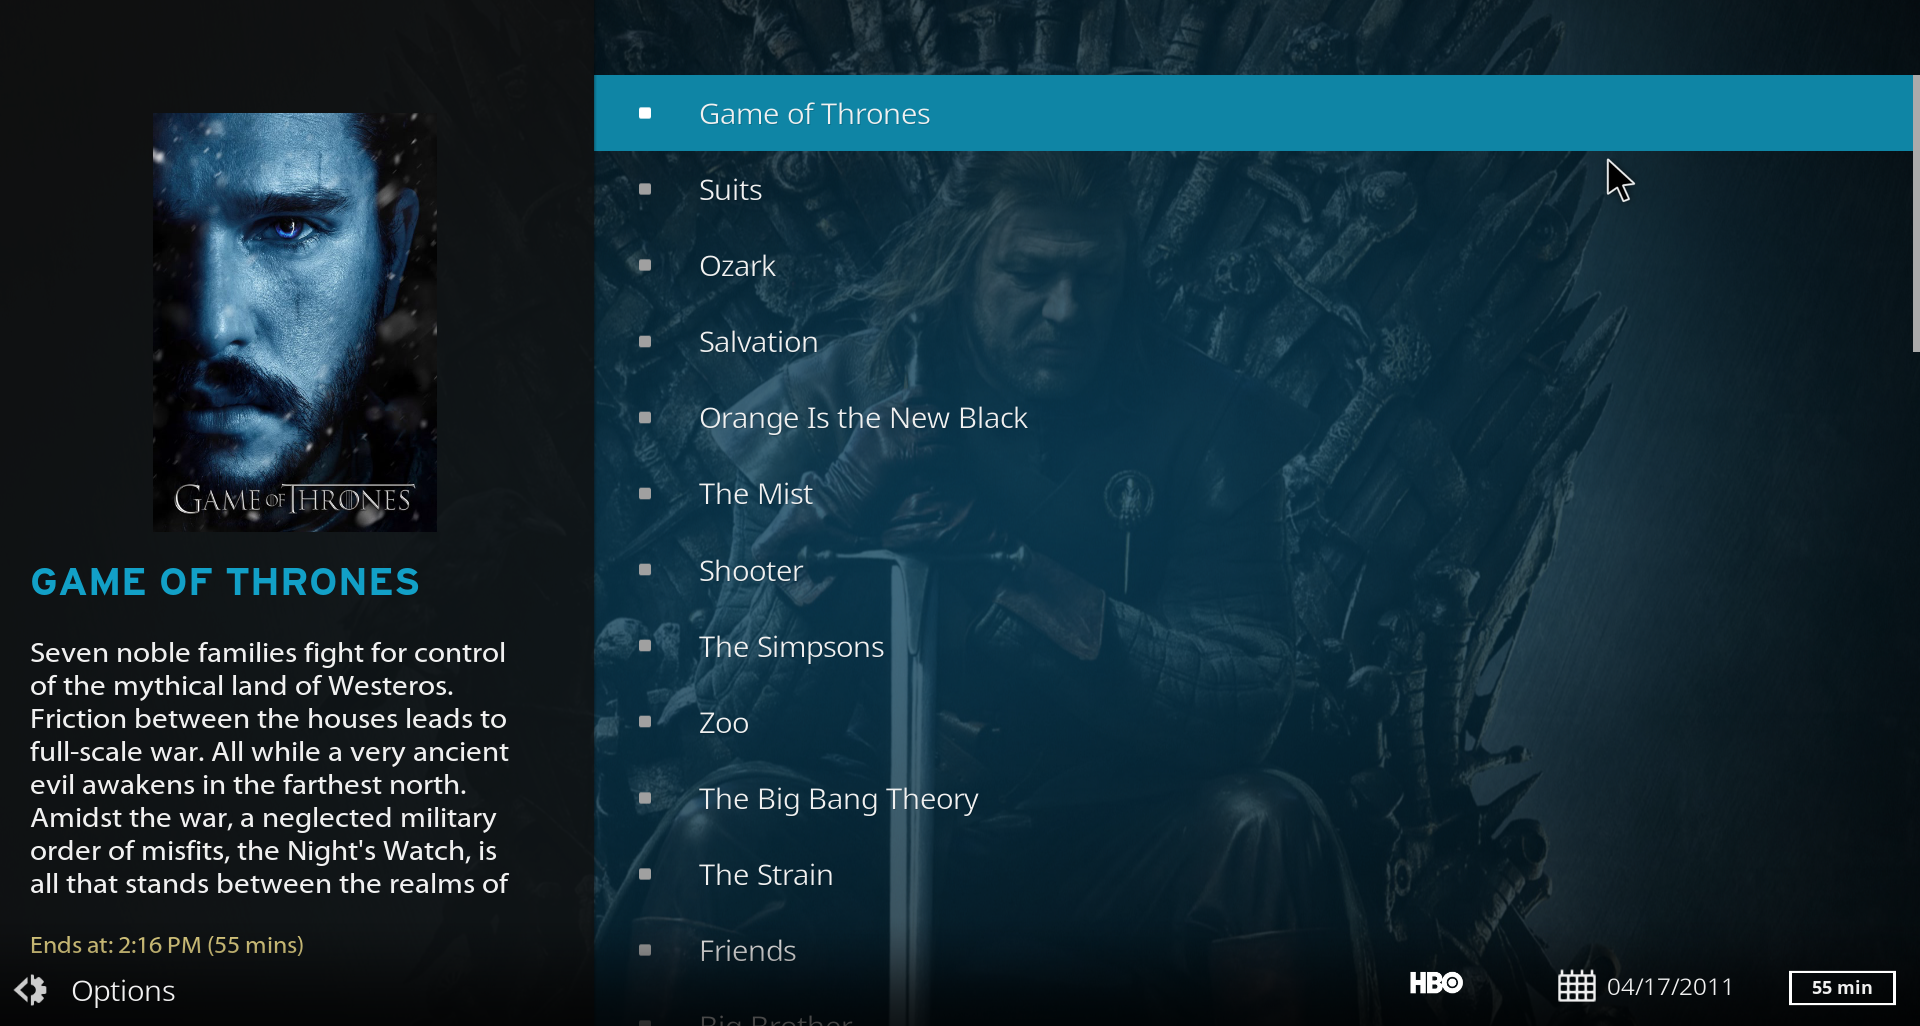 GAME OF THRONES
GAME OF THRONES
Seven noble families fight for control
of the mythical land of Westeros.
Friction between the houses leads to
full-scale war. All while a very ancient
evil awakens in the farthest north.
Amidst the war, a neglected military
order of misfits, the Night's Watch, is
all that stands between the realms of
Ends at: 2:16 PM (55 mins)
Options
Game of Thrones
Suits
Ozark
Salvation
Orange Is the New Black
The Mist
Shooter
The Simpsons
Zoo
The Big Bang Theory
The Strain
Friends
Big Brother
HBO
04/17/2011
55 min